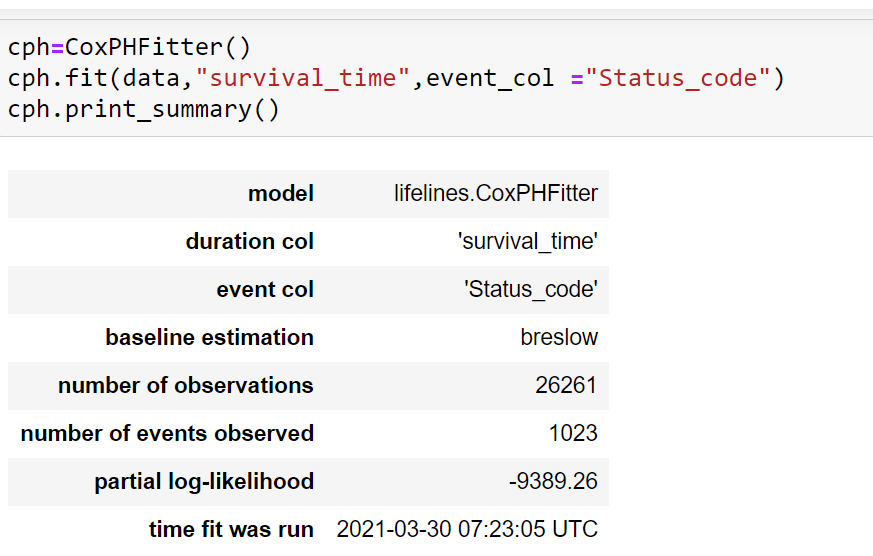 cph=CoxPHFitter()
cph.fit(data,"survival_time",event_col ="Status_code")
cph.print_summary()
model lifelines.CoxPHFitter
duration col 'survival_time'
event col 'Status_code'
baseline estimation breslow
number of observations 26261
number of events observed 1023
partial log-likelihood -9389.26
time fit was run 2021-03-30 07:23:05 UTC